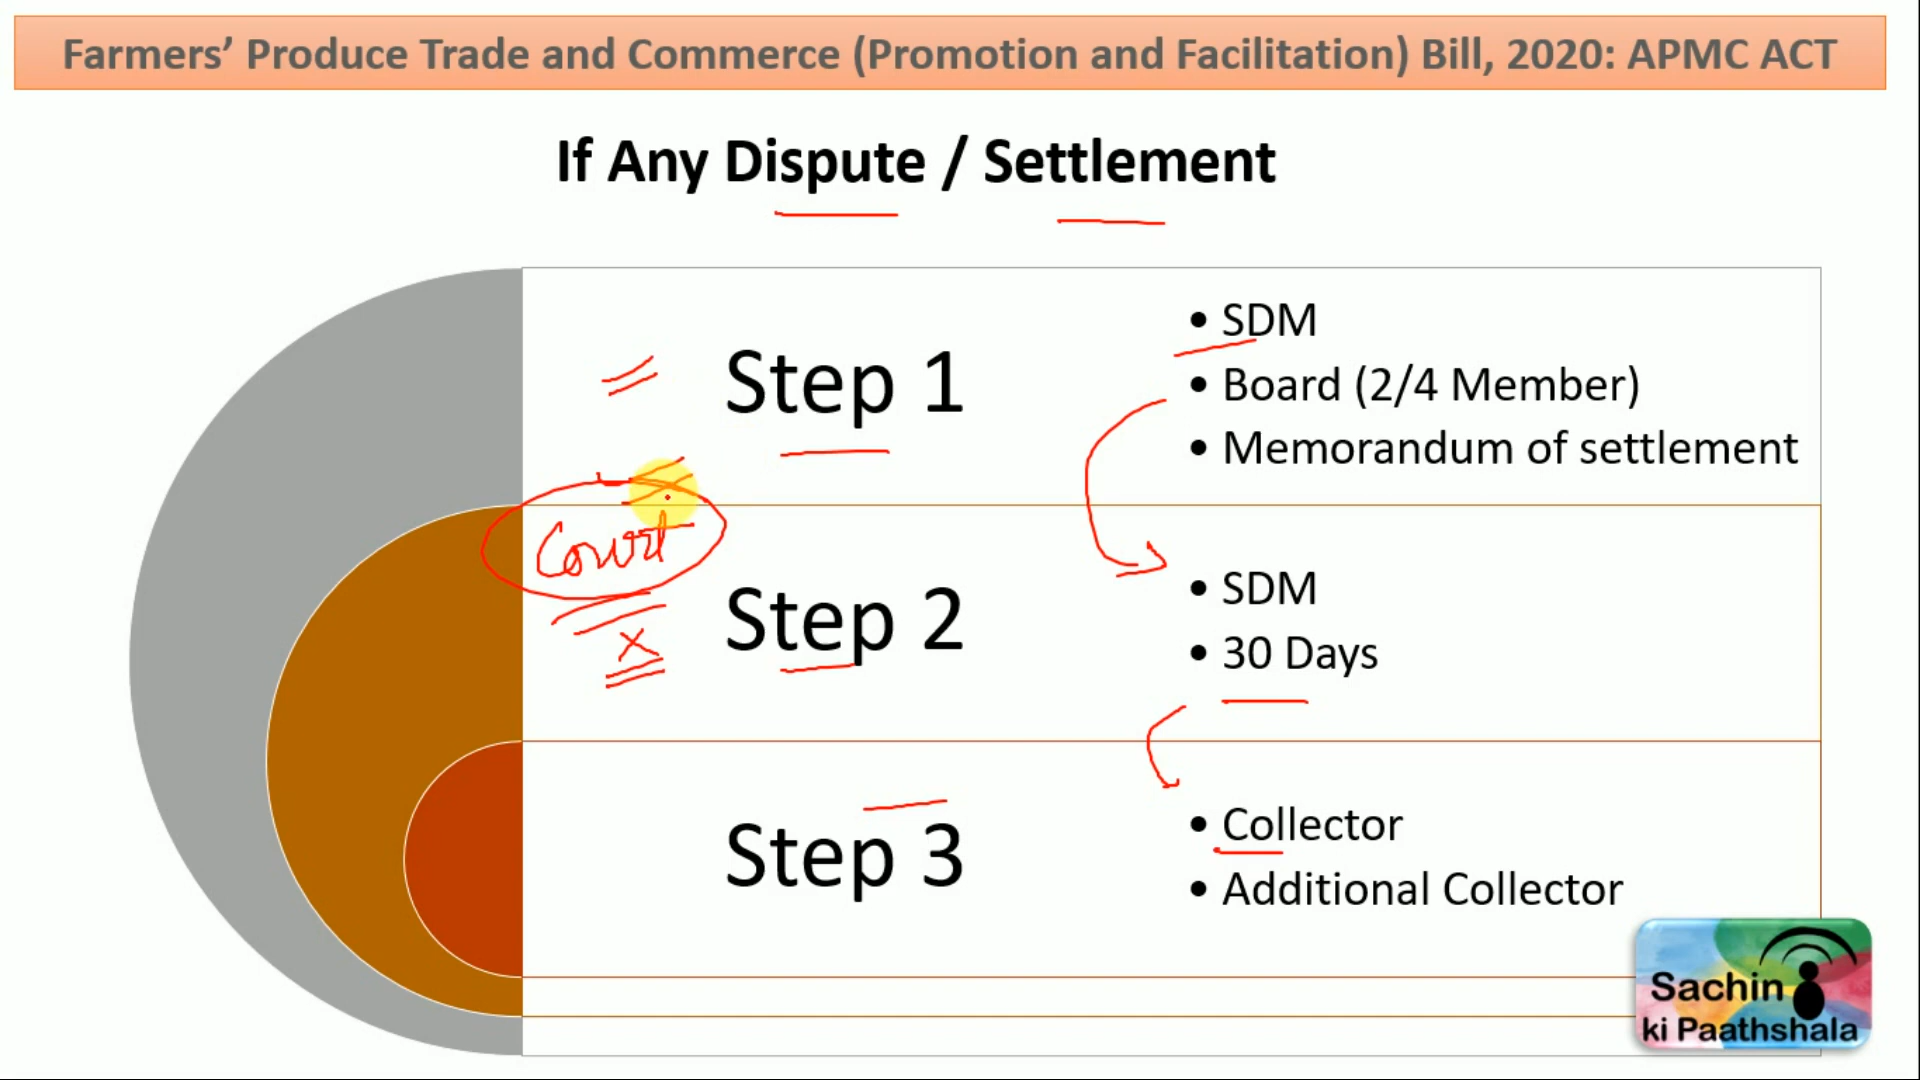 Farmers’ Produce Trade and Commerce (Promotion and Facilitation) Bill, 2020: APMC ACT
If Any Dispute / Settlement
Step 1
• SDM
• Board (2/4 Member)
• Memorandum of settlement
Court
Step 2
• SDM
• 30 Days
Step 3
• Collector
• Additional Collector
Sachin
ki Paathshala